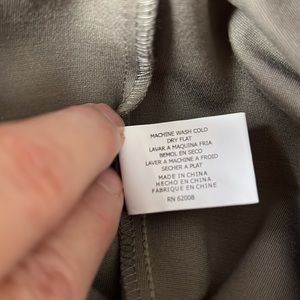 MACHINE WASH COLD
DRY FLAT
LAVAR A MAQUINA FRIA
BEMOL EN SECO
LAVER A MACHINE A FROID
SECHER A PLAT
MADE IN CHINA
HECHO EN CHINA
FABRIQUE EN CHINE
RN 62008